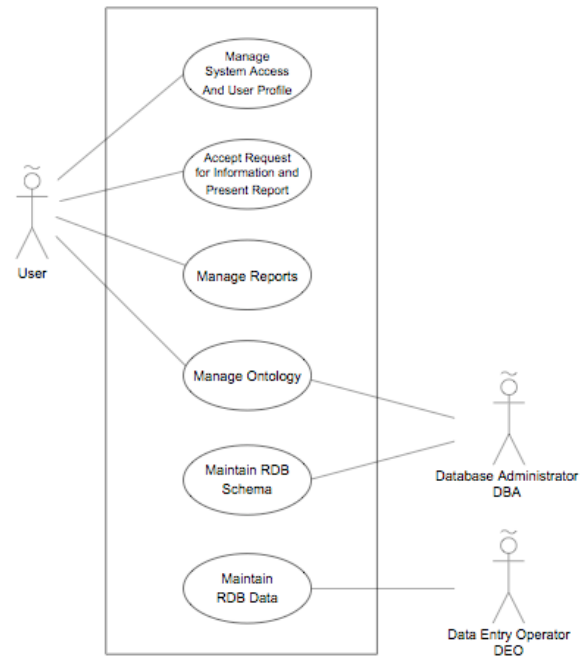 Manage
System Access
And User Profile
Accept Request
for Information and
Present Report
User
Manage Reports
Manage Ontology
Maintain RDB
Schema
Database Administrator
DBA
Maintain
RDB Data
Data Entry Operator
DEO